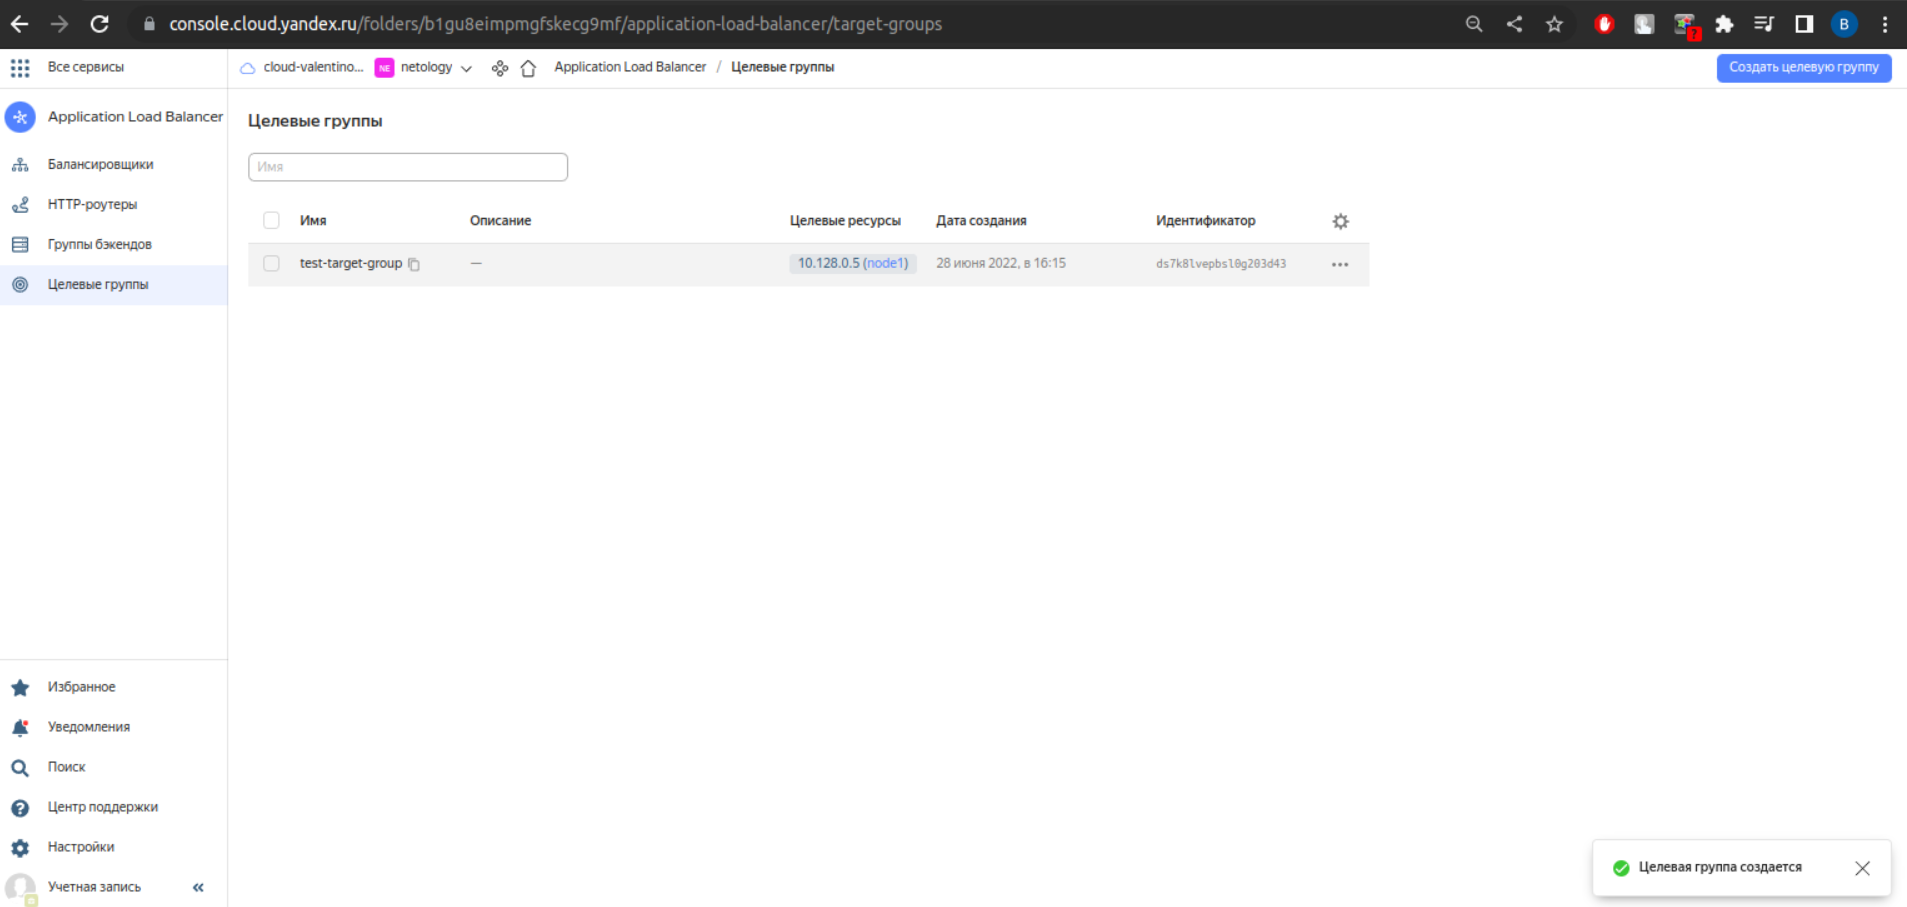 console.cloud.yandex.ru/folders/b1gu8eimpmgfskecg9mf/application-load-balancer/target-groups
?
B
Все сервисы
cloud-valentino...
NE
netology
Application Load Balancer / Целевые группы
Создать целевую группу
Application Load Balancer
Балансировщики
HTTP-роутеры
Группы бэкендов
Целевые группы
Целевые группы
Имя
Имя Описание Целевые ресурсы Дата создания Идентификатор
test-target-group — 10.128.0.5 (node1) 28 июня 2022, в 16:15 ds7k8lvepbsl0g203d43
Избранное
Уведомления
Поиск
Центр поддержки
Настройки
Учетная запись
Целевая группа создается